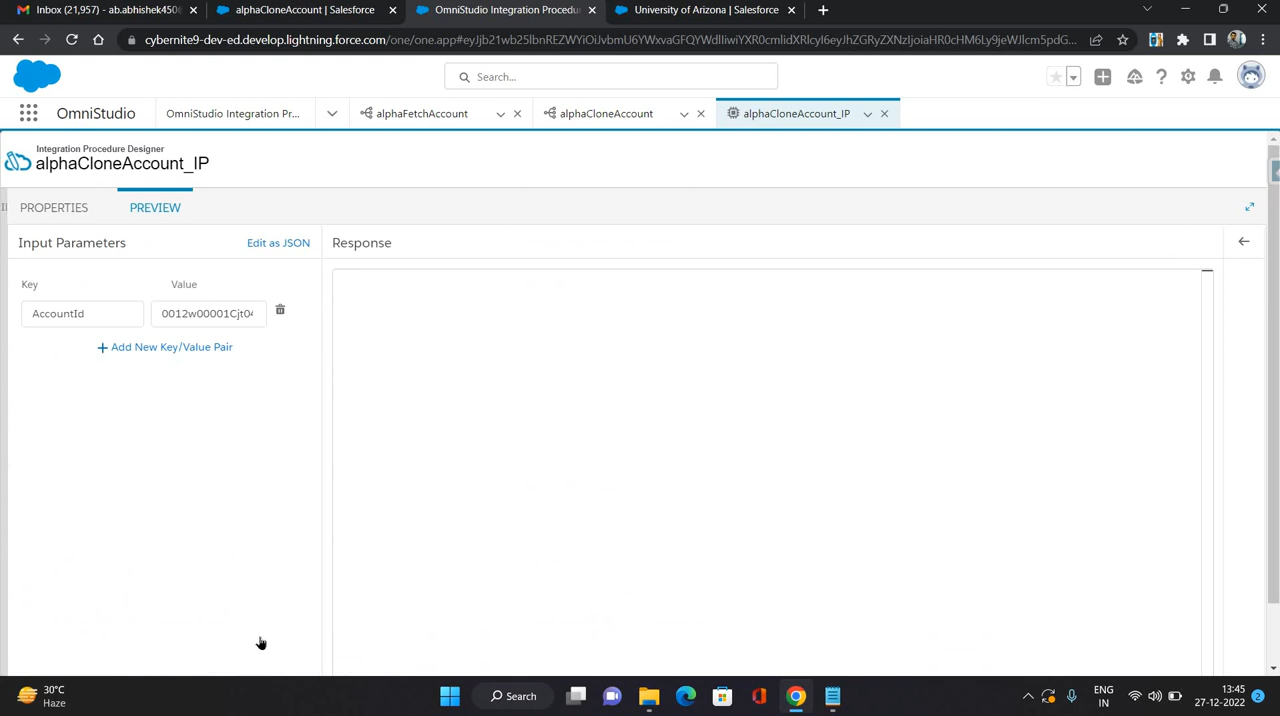 Inbox (21,957) - ab.abhishek450
alphaCloneAccount | Salesforce
OmniStudio Integration Procedu
University of Arizona | Salesforce
cybernite9-dev-ed.develop.lightning.force.com/one/one.app#
Search...
OmniStudio
OmniStudio Integration Pr...
alphaFetchAccount
alphaCloneAccount
alphaCloneAccount_IP
Integration Procedure Designer
alphaCloneAccount_IP
PROPERTIES
PREVIEW
Input Parameters
Edit as JSON
Response
Key
Value
AccountId
0012w00001Cjt04
+ Add New Key/Value Pair
30°C
Haze
Search
ENG
IN
13:45
27-12-2022
2